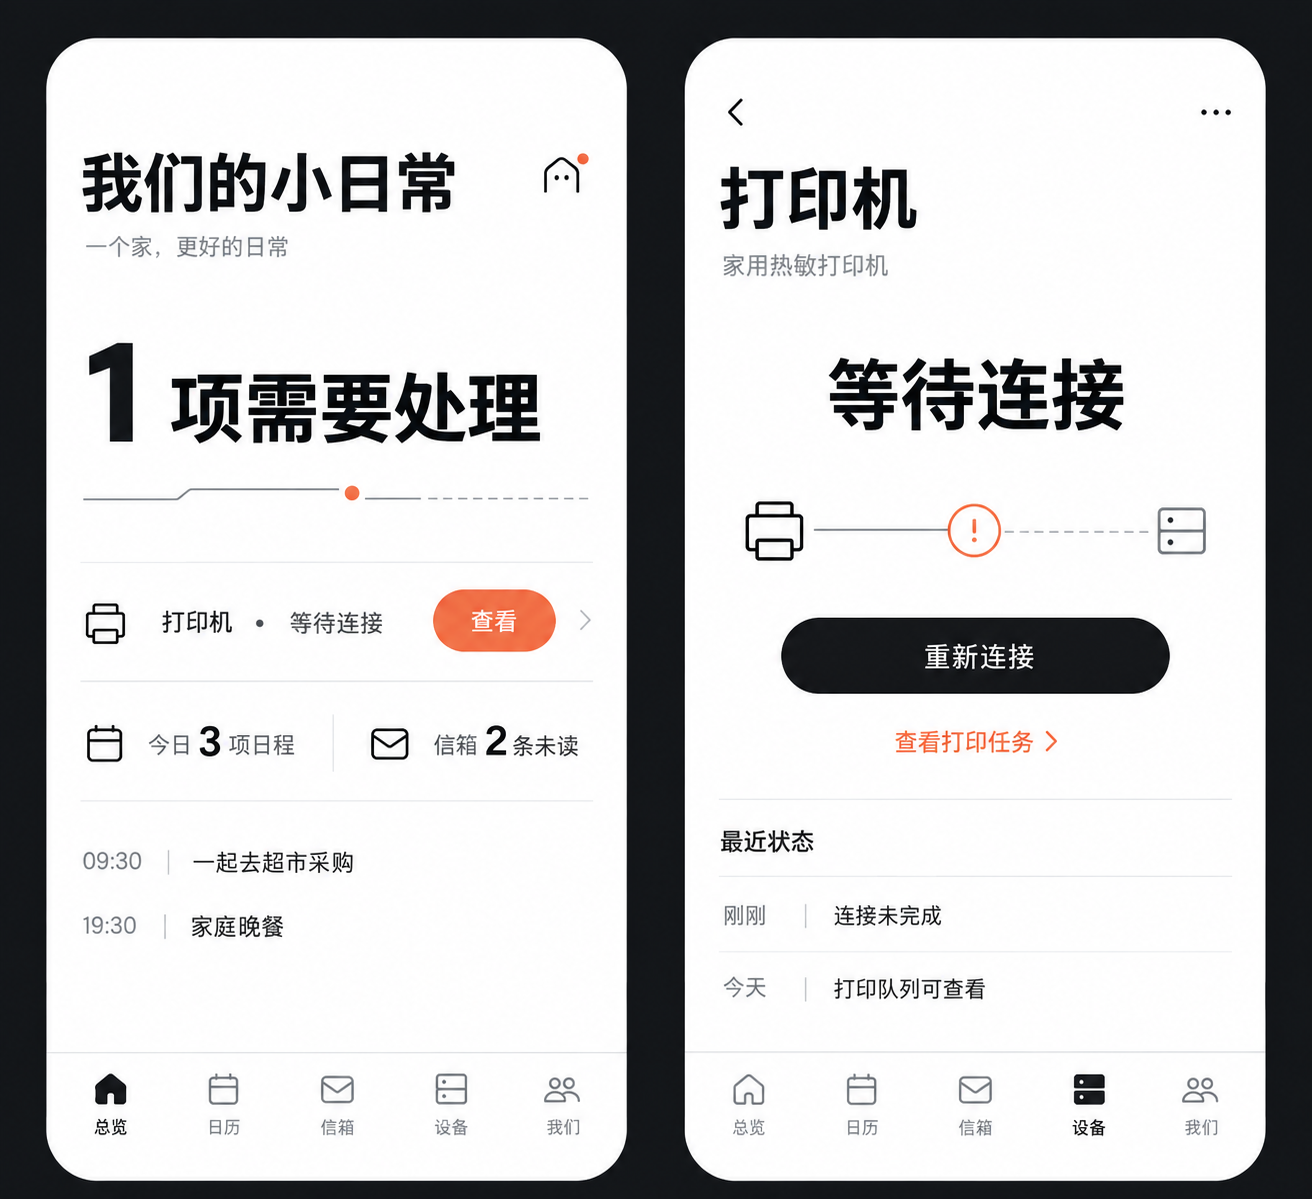 我们的小日常
一个家，更好的日常
1 项需要处理
打印机 • 等待连接 查看
今日 3 项日程 信箱 2 条未读
09:30 一起去超市采购
19:30 家庭晚餐
总览 日历 信箱 设备 我们
打印机
家用热敏打印机
等待连接
重新连接
查看打印任务
最近状态
刚刚 连接未完成
今天 打印队列可查看
总览 日历 信箱 设备 我们